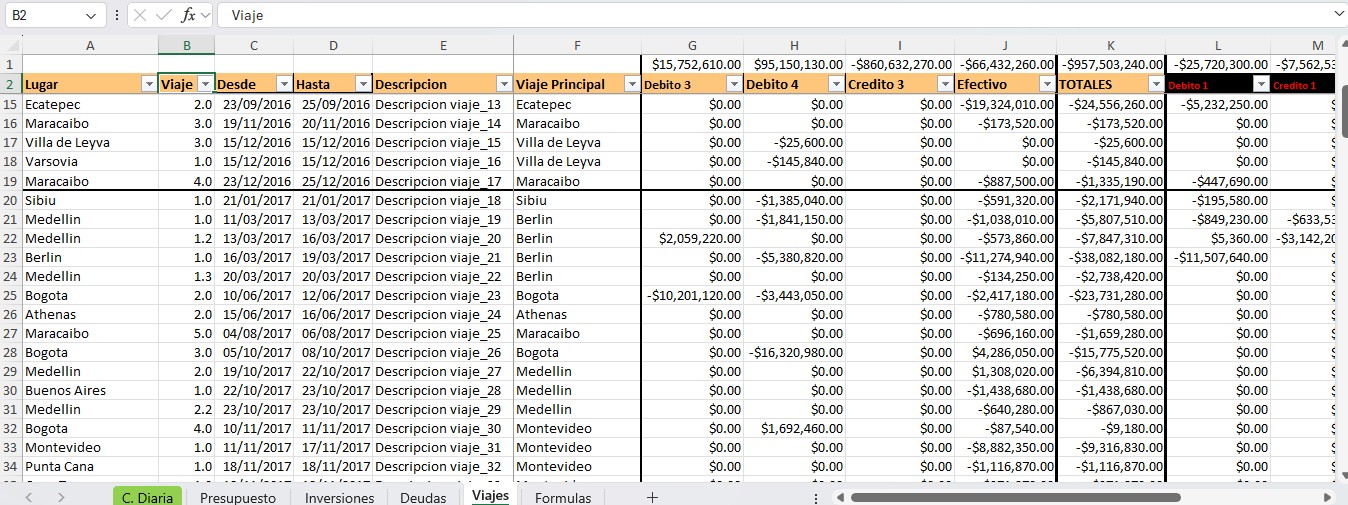 B2 fx Viaje
A B C D E F G H I J K L M
1 $15,752,610.00 $95,150,130.00 -$860,632,270.00 -$66,432,260.00 -$957,503,240.00 -$25,720,300.00 -$7,562,53
2 Lugar Viaje Desde Hasta Descripcion Viaje Principal Debito 3 Debito 4 Credito 3 Efectivo TOTALES Debito 1 Credito 1
15 Ecatepec 2.0 23/09/2016 25/09/2016 Descripcion viaje_13 Ecatepec $0.00 $0.00 $0.00 -$19,324,010.00 -$24,556,260.00 -$5,232,250.00 $
16 Maracaibo 3.0 19/11/2016 20/11/2016 Descripcion viaje_14 Maracaibo $0.00 $0.00 $0.00 -$173,520.00 -$173,520.00 $0.00 $
17 Villa de Leyva 3.0 15/12/2016 15/12/2016 Descripcion viaje_15 Villa de Leyva $0.00 -$25,600.00 $0.00 $0.00 -$25,600.00 $0.00 $
18 Varsovia 1.0 15/12/2016 15/12/2016 Descripcion viaje_16 Villa de Leyva $0.00 -$145,840.00 $0.00 $0.00 -$145,840.00 $0.00 $
19 Maracaibo 4.0 23/12/2016 25/12/2016 Descripcion viaje_17 Maracaibo $0.00 $0.00 $0.00 -$887,500.00 -$1,335,190.00 -$447,690.00 $
20 Sibiu 1.0 21/01/2017 21/01/2017 Descripcion viaje_18 Sibiu $0.00 -$1,385,040.00 $0.00 -$591,320.00 -$2,171,940.00 -$195,580.00 $
21 Medellin 1.0 11/03/2017 13/03/2017 Descripcion viaje_19 Berlin $0.00 -$1,841,150.00 $0.00 -$1,038,010.00 -$5,807,510.00 -$849,230.00 -$633,53
22 Medellin 1.2 13/03/2017 16/03/2017 Descripcion viaje_20 Berlin $2,059,220.00 $0.00 $0.00 -$573,860.00 -$7,847,310.00 $5,360.00 -$3,142,20
23 Berlin 1.0 16/03/2017 19/03/2017 Descripcion viaje_21 Berlin $0.00 -$5,380,820.00 $0.00 -$11,274,940.00 -$38,082,180.00 -$11,507,640.00 $
24 Medellin 1.3 20/03/2017 20/03/2017 Descripcion viaje_22 Berlin $0.00 $0.00 $0.00 -$134,250.00 -$2,738,420.00 $0.00 $
25 Bogota 2.0 10/06/2017 12/06/2017 Descripcion viaje_23 Bogota -$10,201,120.00 -$3,443,050.00 $0.00 -$2,417,180.00 -$23,731,280.00 $0.00 $
26 Athenas 2.0 15/06/2017 16/06/2017 Descripcion viaje_24 Athenas $0.00 $0.00 $0.00 -$780,580.00 -$780,580.00 $0.00 $
27 Maracaibo 5.0 04/08/2017 06/08/2017 Descripcion viaje_25 Maracaibo $0.00 $0.00 $0.00 -$696,160.00 -$1,659,280.00 $0.00 $
28 Bogota 3.0 05/10/2017 08/10/2017 Descripcion viaje_26 Bogota $0.00 -$16,320,980.00 $0.00 $4,286,050.00 -$15,775,520.00 $0.00 $
29 Medellin 2.0 19/10/2017 22/10/2017 Descripcion viaje_27 Medellin $0.00 $0.00 $0.00 $1,308,020.00 -$6,394,810.00 $0.00 $
30 Buenos Aires 1.0 22/10/2017 23/10/2017 Descripcion viaje_28 Medellin $0.00 $0.00 $0.00 -$1,438,680.00 -$1,438,680.00 $0.00 $
31 Medellin 2.2 23/10/2017 23/10/2017 Descripcion viaje_29 Medellin $0.00 $0.00 $0.00 -$640,280.00 -$867,030.00 $0.00 $
32 Bogota 4.0 10/11/2017 11/11/2017 Descripcion viaje_30 Montevideo $0.00 $1,692,460.00 $0.00 -$87,540.00 -$9,180.00 $0.00 $
33 Montevideo 1.0 11/11/2017 17/11/2017 Descripcion viaje_31 Montevideo $0.00 $0.00 $0.00 -$8,882,350.00 -$9,316,830.00 $0.00 $
34 Punta Cana 1.0 18/11/2017 18/11/2017 Descripcion viaje_32 Montevideo $0.00 $0.00 $0.00 -$1,116,870.00 -$1,116,870.00 $0.00 $
C. Diaria Presupuesto Inversiones Deudas Viajes Formulas +